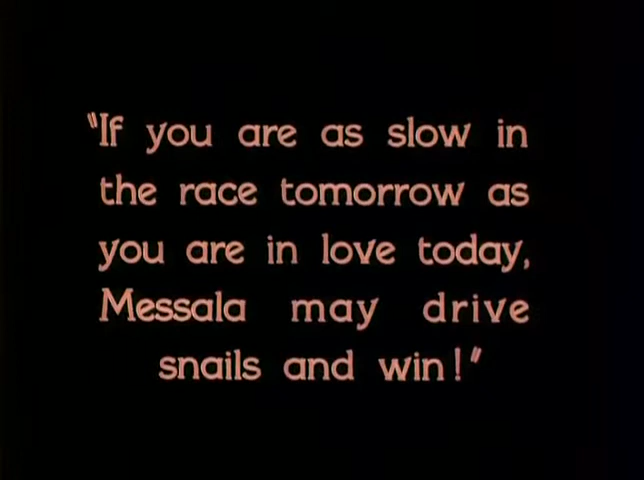 "If you are as slow in
the race tomorrow as
you are in love today,
Messala may drive
snails and win!"